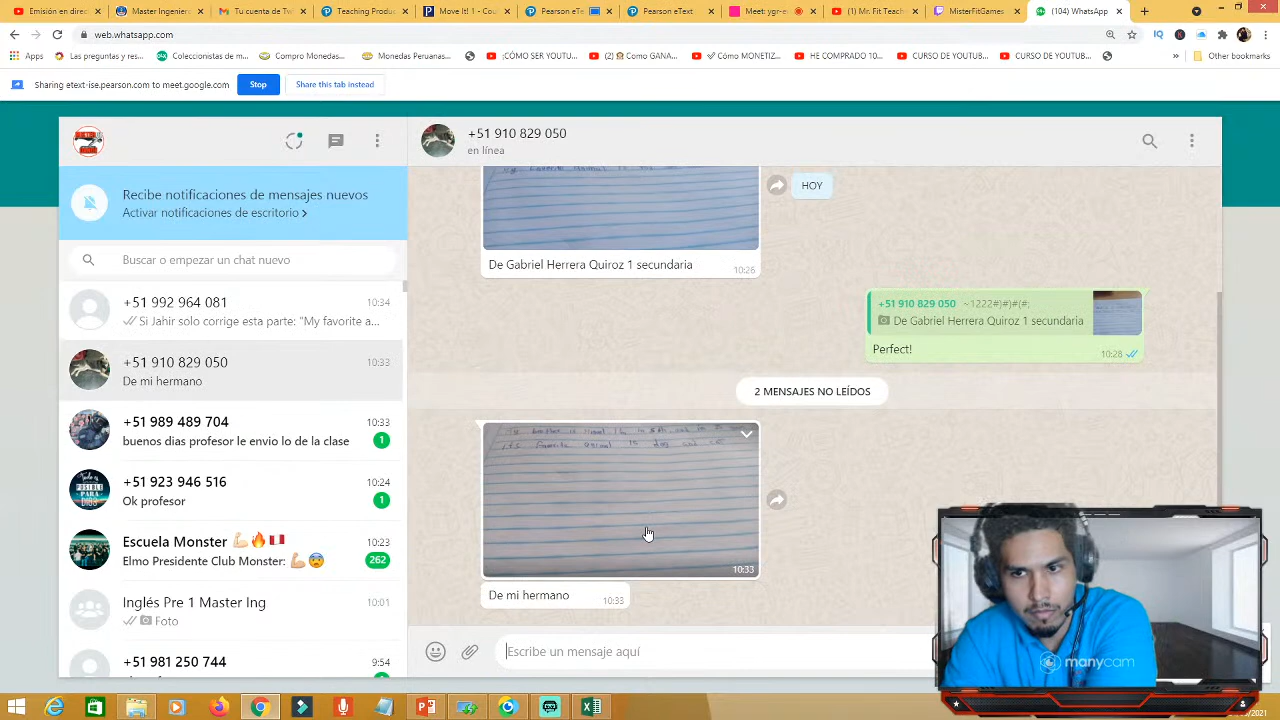 Emisión en direct
Master Ingenier
Tu cuenta de Tv
Teaching Produc
Move It! - 1.- Cou
Pearson eTe
Pearson eText
Meet: ygr-e
(1) Mr. Fit Teach
MisterFitGames
(104) WhatsApp
web.whatsapp.com
Apps
Las preguntas y res...
Coleccionistas de m...
Compro Monedas...
Monedas Peruanas...
¡CÓMO SER YOUTU...
(2) Como GANA...
Cómo MONETIZ...
HE COMPRADO 10...
CURSO DE YOUTUB...
CURSO DE YOUTUB...
Other bookmarks
Sharing etext-ise.pearson.com to meet.google.com
Stop
Share this tab instead
Recibe notificaciones de mensajes nuevos
Activar notificaciones de escritorio >
Buscar o empezar un chat nuevo
+51 992 964 081
10:34
Si Jahir solo corrige esta parte: "My favorite a...
+51 910 829 050
10:33
De mi hermano
+51 989 489 704
10:33
buenos dias profesor le envio lo de la clase
1
+51 923 946 516
10:24
Ok profesor
1
Escuela Monster
10:23
Elmo Presidente Club Monster:
262
Inglés Pre 1 Master Ing
10:01
Foto
+51 981 250 744
9:54
+51 910 829 050
en línea
HOY
De Gabriel Herrera Quiroz 1 secundaria
10:26
+51 910 829 050 ~1222#)#)(#;
De Gabriel Herrera Quiroz 1 secundaria
Perfect!
10:28
2 MENSAJES NO LEÍDOS
10:33
De mi hermano
10:33
Escribe un mensaje aquí
manycam
/2021